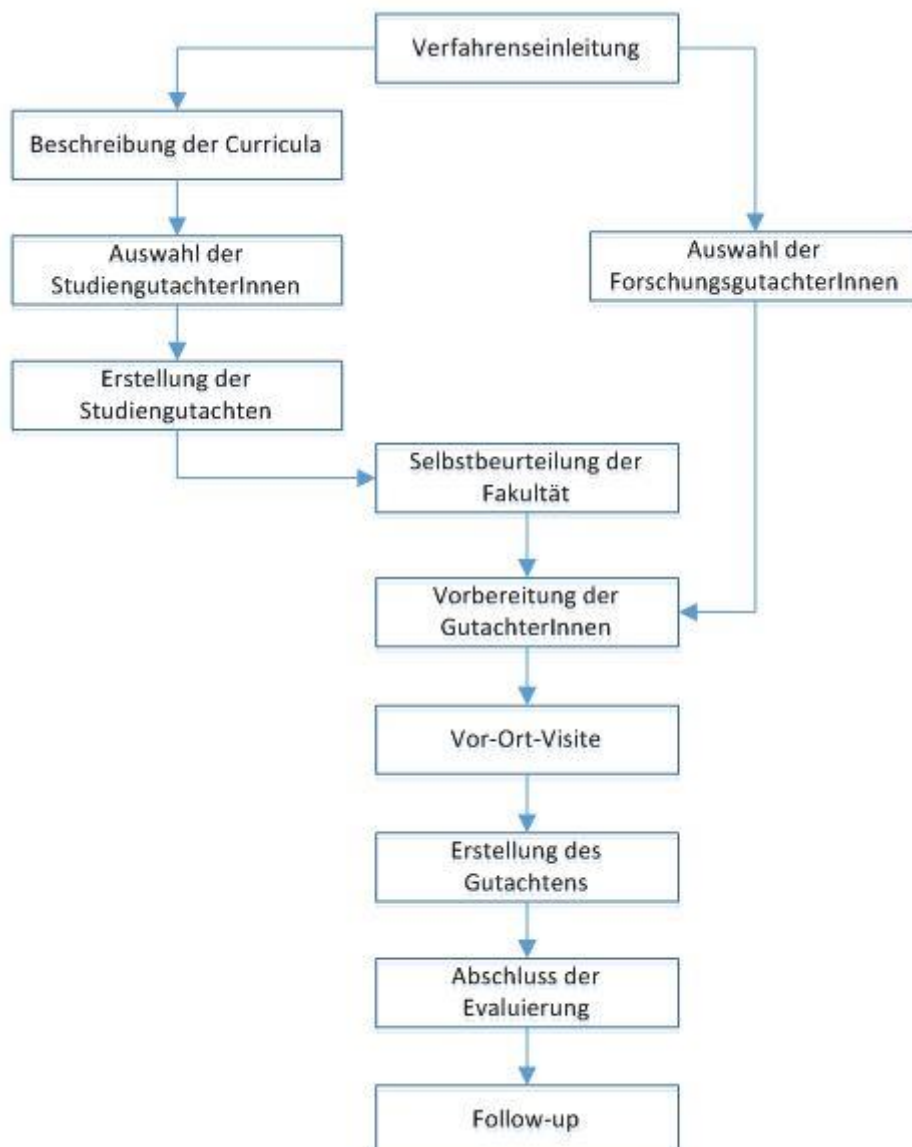 Verfahrenseinleitung
Beschreibung der Curricula
Auswahl der
StudiengutachterInnen
Auswahl der
ForschungsgutachterInnen
Erstellung der
Studiengutachten
Selbstbeurteilung der
Fakultät
Vorbereitung der
GutachterInnen
Vor-Ort-Visite
Erstellung des
Gutachtens
Abschluss der
Evaluierung
Follow-up